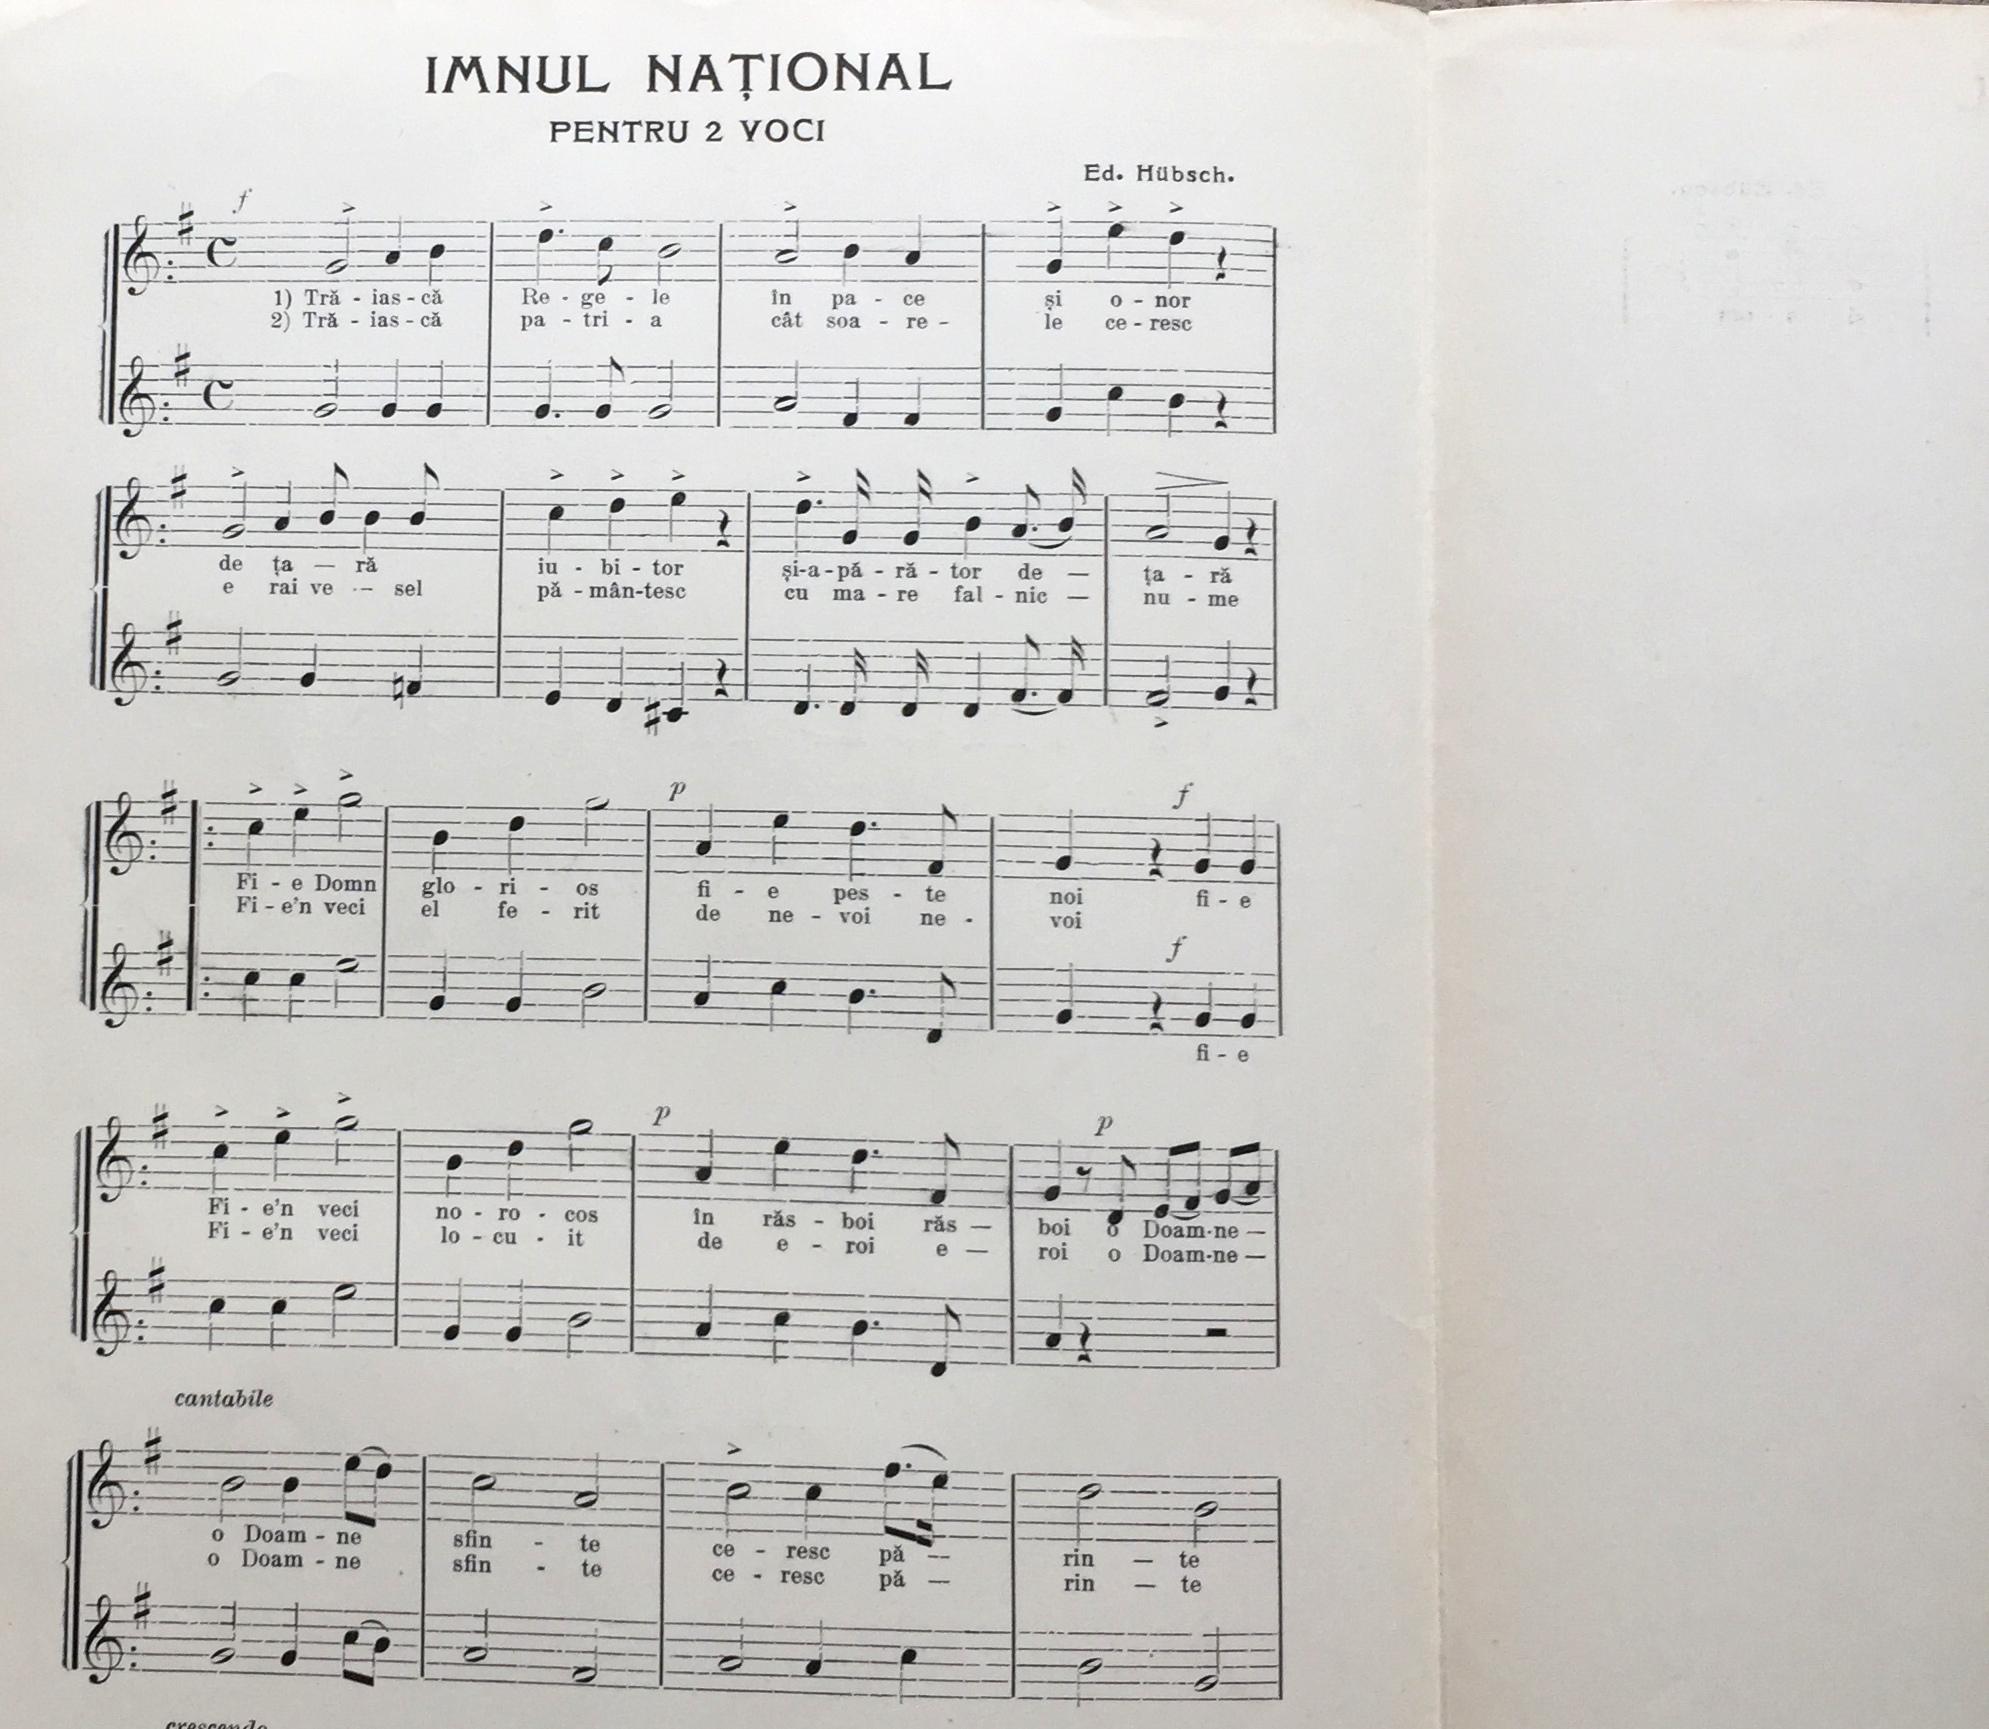 IMNUL NAȚIONAL
PENTRU 2 VOCI
Ed. Hübsch.
f
1) Tră - ias - că Re - ge - le în pa - ce și o - nor
2) Tră - ias - că pa - tri - a cât soa - re - le ce - resc
de ța — ră iu - bi - tor și-a-pă - ră - tor de — ța - ră
e rai ve - sel pă - mân-tesc cu ma - re fal - nic — nu - me
p f
Fi - e Domn glo - ri - os fi - e pes - te noi fi - e
Fi - e'n veci el fe - rit de ne - voi ne - voi
f
fi - e
p p
Fi - e'n veci no - ro - cos în răs - boi răs — boi o Doam-ne —
Fi - e'n veci lo - cu - it de e - roi e — roi o Doam-ne —
cantabile
o Doam - ne sfin - te ce - resc pă — rin — te
o Doam - ne sfin - te ce - resc pă — rin — te
crescendo